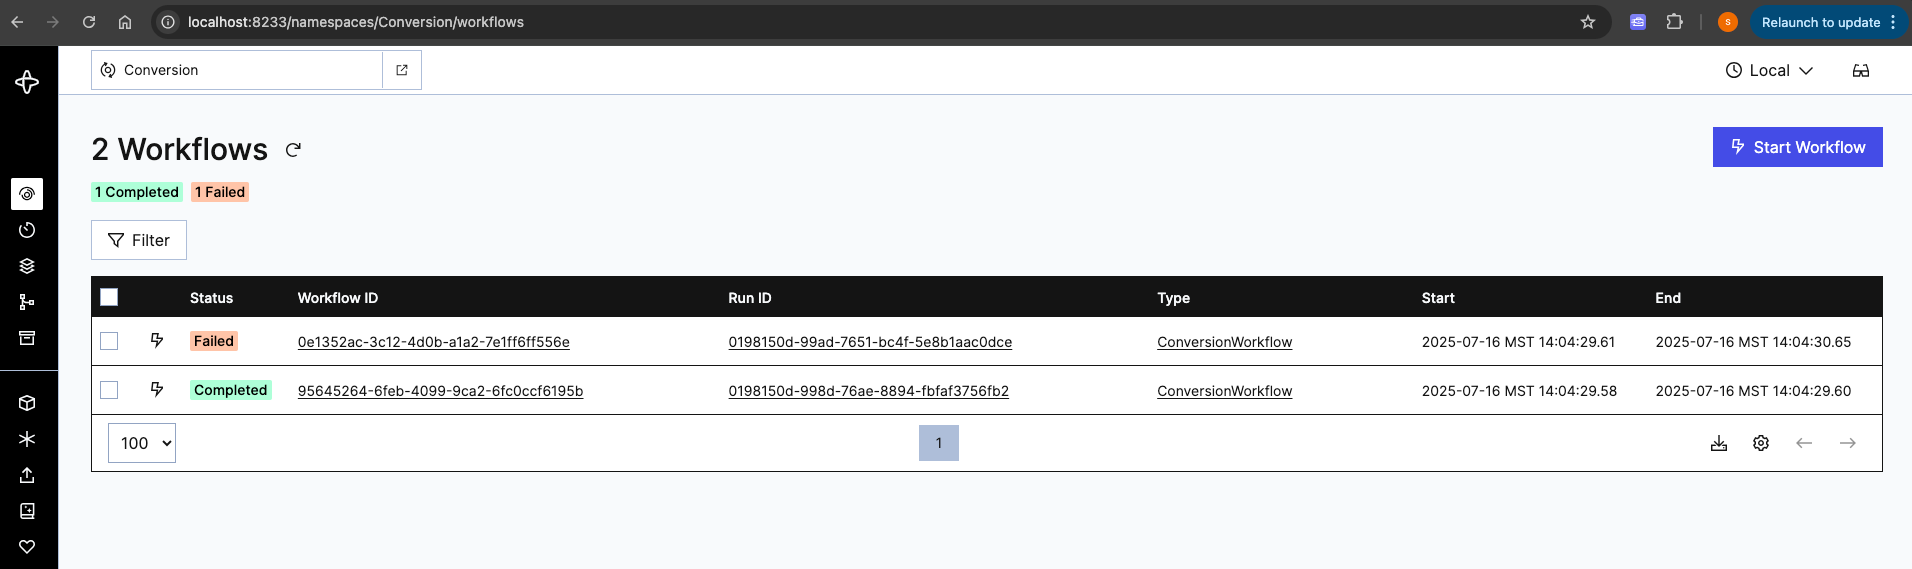 localhost:8233/namespaces/Conversion/workflows
S
Relaunch to update
Conversion
Local
2 Workflows
Start Workflow
1 Completed 1 Failed
Filter
Status Workflow ID Run ID Type Start End
Failed 0e1352ac-3c12-4d0b-a1a2-7e1ff6ff556e 0198150d-99ad-7651-bc4f-5e8b1aac0dce ConversionWorkflow 2025-07-16 MST 14:04:29.61 2025-07-16 MST 14:04:30.65
Completed 95645264-6feb-4099-9ca2-6fc0ccf6195b 0198150d-998d-76ae-8894-fbfaf3756fb2 ConversionWorkflow 2025-07-16 MST 14:04:29.58 2025-07-16 MST 14:04:29.60
100 1